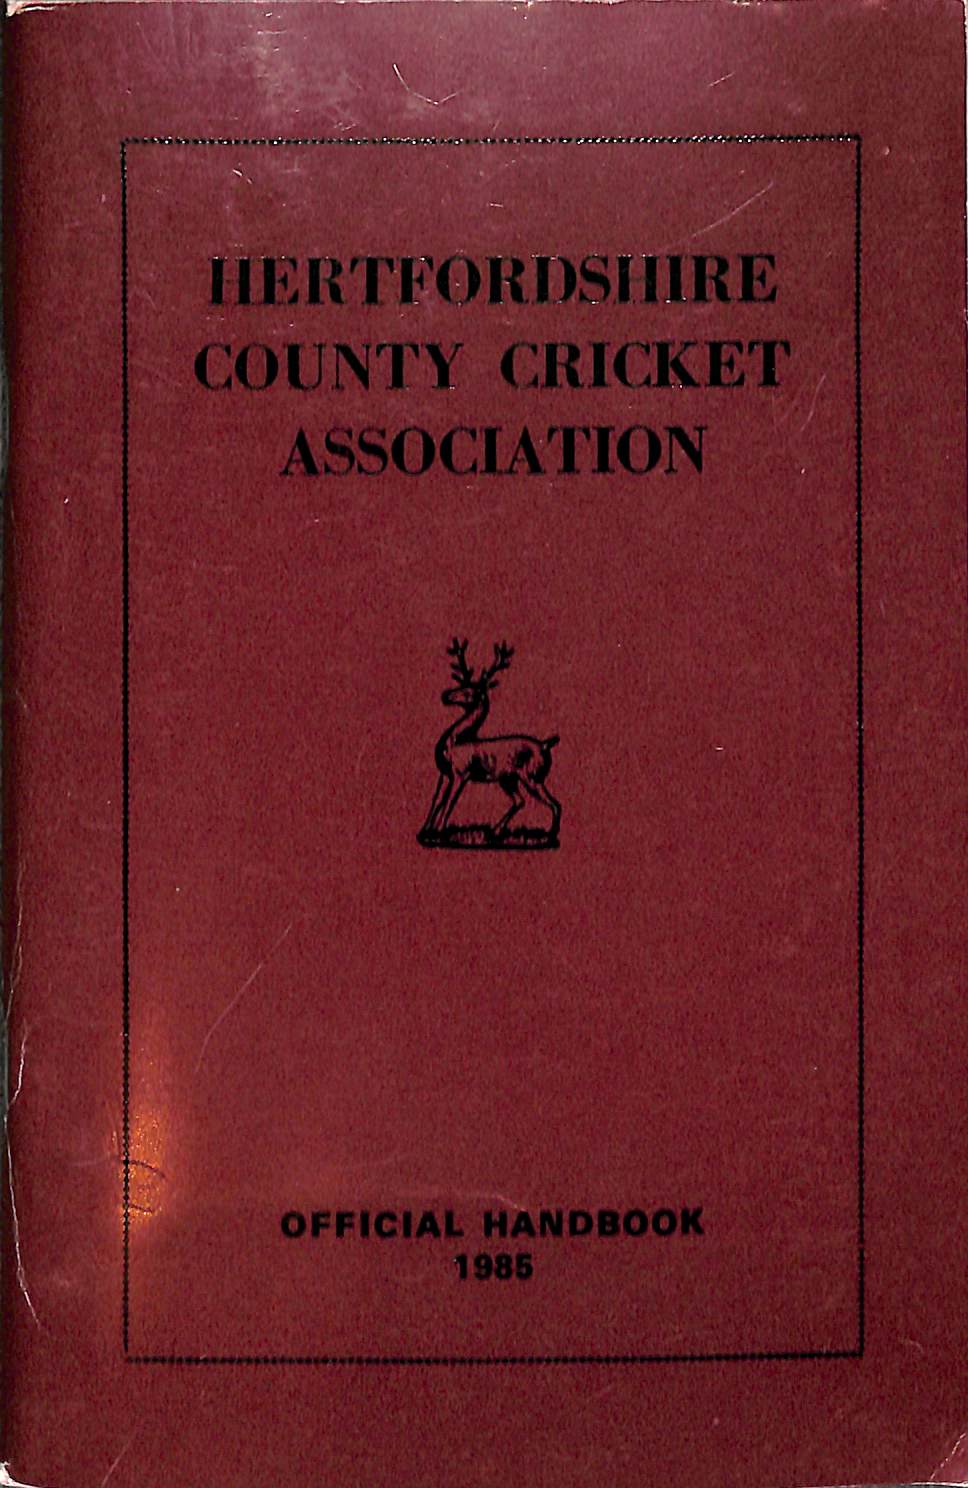 HERTFORDSHIRE
COUNTY CRICKET
ASSOCIATION
OFFICIAL HANDBOOK
1985